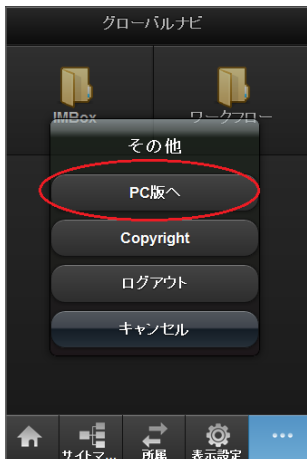 グローバルナビ
IMBox
ワークフロー
その他
PC版へ
Copyright
ログアウト
キャンセル
サイトマ... 所属 表示設定